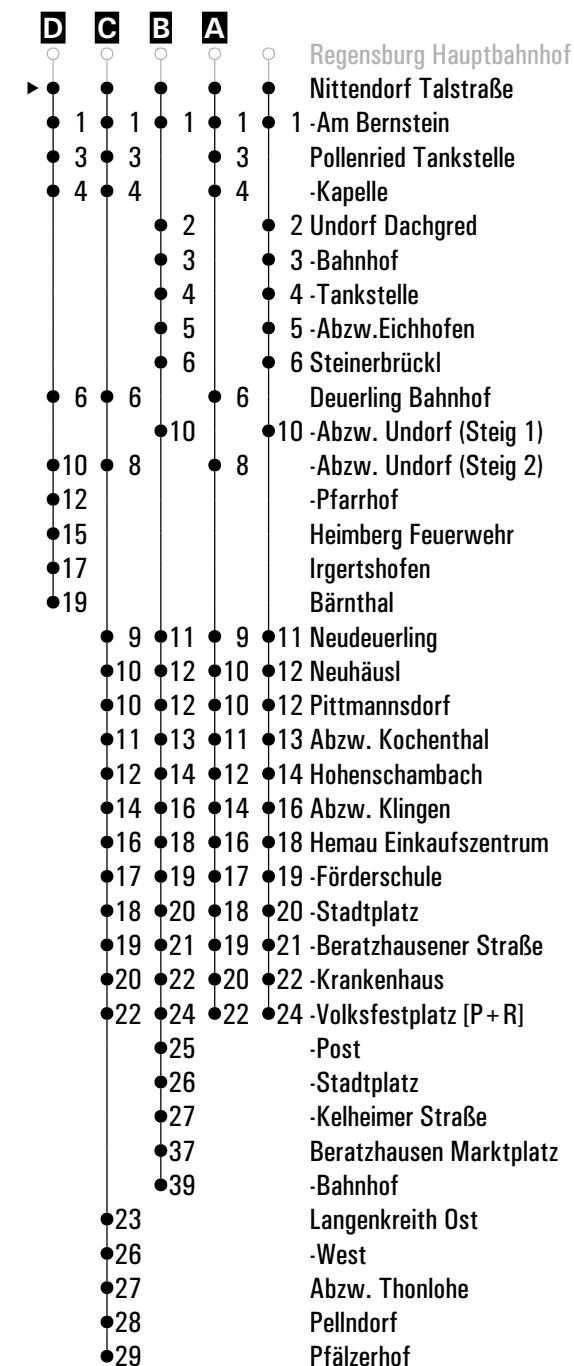 D C B A
Regensburg Hauptbahnhof
Nittendorf Talstraße
1 1 1 1 1 -Am Bernstein
3 3 3 Pollenried Tankstelle
4 4 4 -Kapelle
2 2 Undorf Dachgred
3 3 -Bahnhof
4 4 -Tankstelle
5 5 -Abzw.Eichhofen
6 6 Steinerbrückl
6 6 6 Deuerling Bahnhof
10 10 -Abzw. Undorf (Steig 1)
10 8 8 -Abzw. Undorf (Steig 2)
12 -Pfarrhof
15 Heimberg Feuerwehr
17 Irgertshofen
19 Bärnthal
9 11 9 11 Neudeuerling
10 12 10 12 Neuhäusl
10 12 10 12 Pittmannsdorf
11 13 11 13 Abzw. Kochenthal
12 14 12 14 Hohenschambach
14 16 14 16 Abzw. Klingen
16 18 16 18 Hemau Einkaufszentrum
17 19 17 19 -Förderschule
18 20 18 20 -Stadtplatz
19 21 19 21 -Beratzhausener Straße
20 22 20 22 -Krankenhaus
22 24 22 24 -Volksfestplatz [P+R]
25 -Post
26 -Stadtplatz
27 -Kelheimer Straße
37 Beratzhausen Marktplatz
39 -Bahnhof
23 Langenkreith Ost
26 -West
27 Abzw. Thonlohe
28 Pellndorf
29 Pfälzerhof